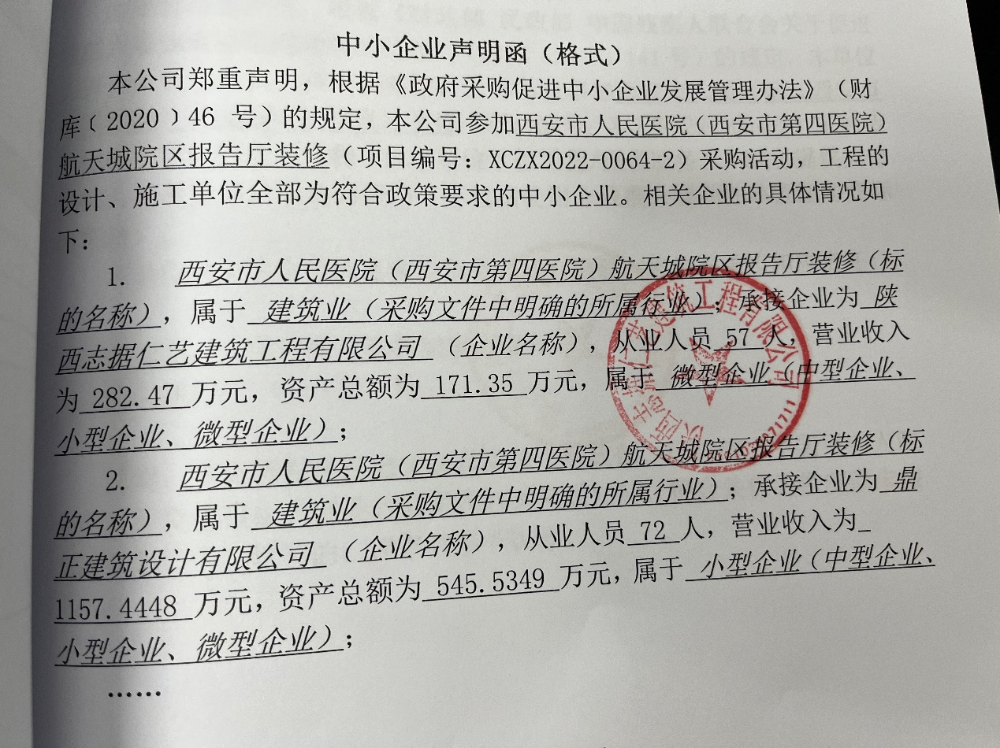 中小企业声明函（格式）
本公司郑重声明，根据《政府采购促进中小企业发展管理办法》（财
库﹝2020﹞46 号）的规定，本公司参加西安市人民医院（西安市第四医院）
航天城院区报告厅装修（项目编号：XCZX2022-0064-2）采购活动，工程的
设计、施工单位全部为符合政策要求的中小企业。相关企业的具体情况如
下：
1. 西安市人民医院（西安市第四医院）航天城院区报告厅装修（标
的名称），属于 建筑业（采购文件中明确的所属行业）；承接企业为 陕
西志据仁艺建筑工程有限公司 （企业名称），从业人员 57 人，营业收入
为 282.47 万元，资产总额为 171.35 万元，属于 微型企业（中型企业、
小型企业、微型企业）；
2. 西安市人民医院（西安市第四医院）航天城院区报告厅装修（标
的名称），属于 建筑业（采购文件中明确的所属行业）；承接企业为 鼎
正建筑设计有限公司 （企业名称），从业人员 72 人，营业收入为
1157.4448 万元，资产总额为 545.5349 万元，属于 小型企业（中型企业、
小型企业、微型企业）；
……
陕西志据仁艺建筑工程有限公司